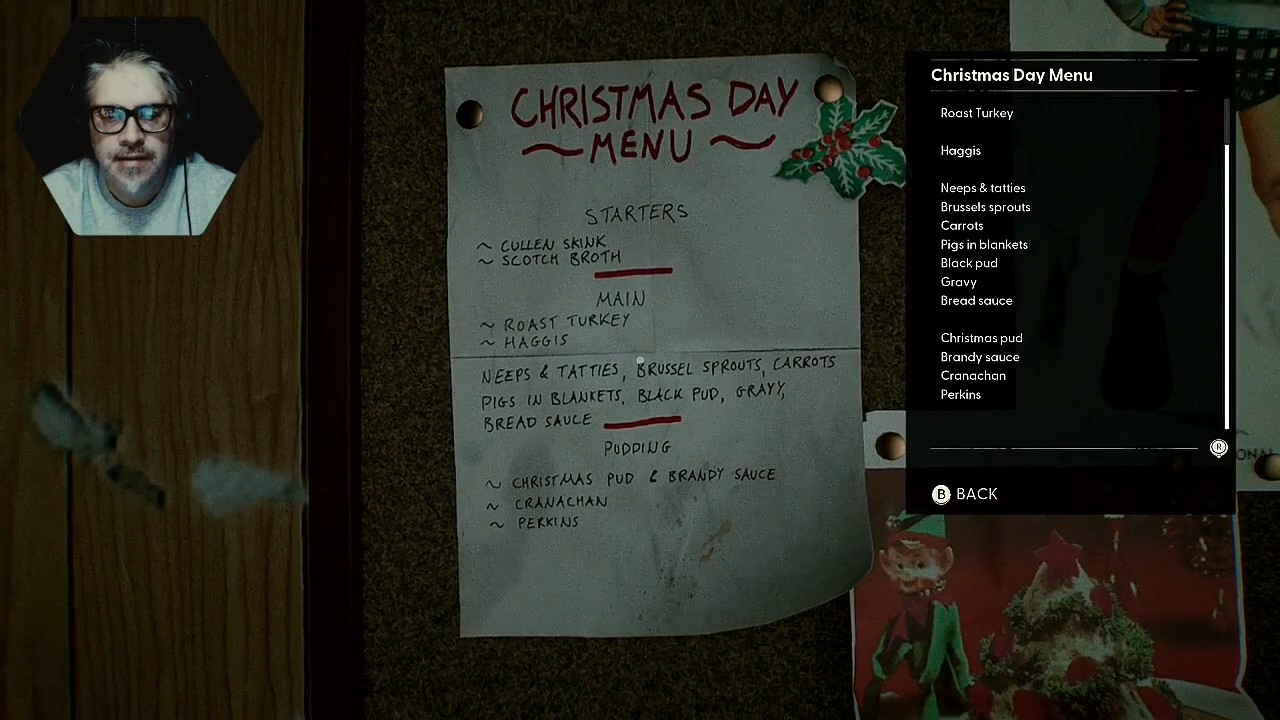 CHRISTMAS DAY
~ MENU ~
STARTERS
~ CULLEN SKINK
~ SCOTCH BROTH
MAIN
~ ROAST TURKEY
~ HAGGIS
NEEPS & TATTIES, BRUSSEL SPROUTS, CARROTS
PIGS IN BLANKETS, BLACK PUD, GRAVY,
BREAD SAUCE
PUDDING
~ CHRISTMAS PUD & BRANDY SAUCE
~ CRANACHAN
~ PERKINS
Christmas Day Menu
Roast Turkey
Haggis
Neeps & tatties
Brussels sprouts
Carrots
Pigs in blankets
Black pud
Gravy
Bread sauce
Christmas pud
Brandy sauce
Cranachan
Perkins
R
B BACK